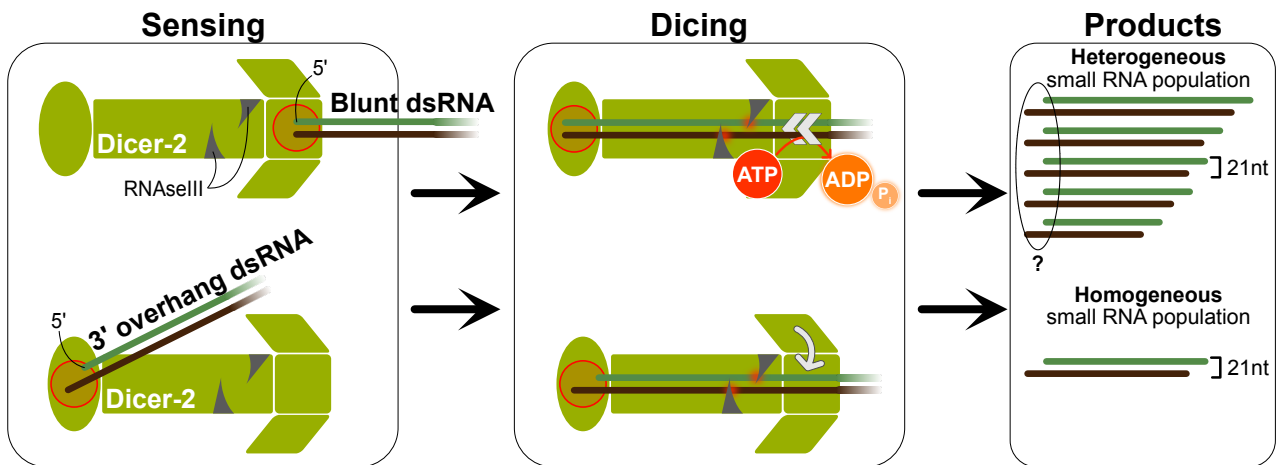 Sensing
Dicing
Products
5'
Blunt dsRNA
Dicer-2
RNAseIII
ATP
ADP
Pi
Heterogeneous
small RNA population
21nt
?
5'
3' overhang dsRNA
Dicer-2
Homogeneous
small RNA population
21nt